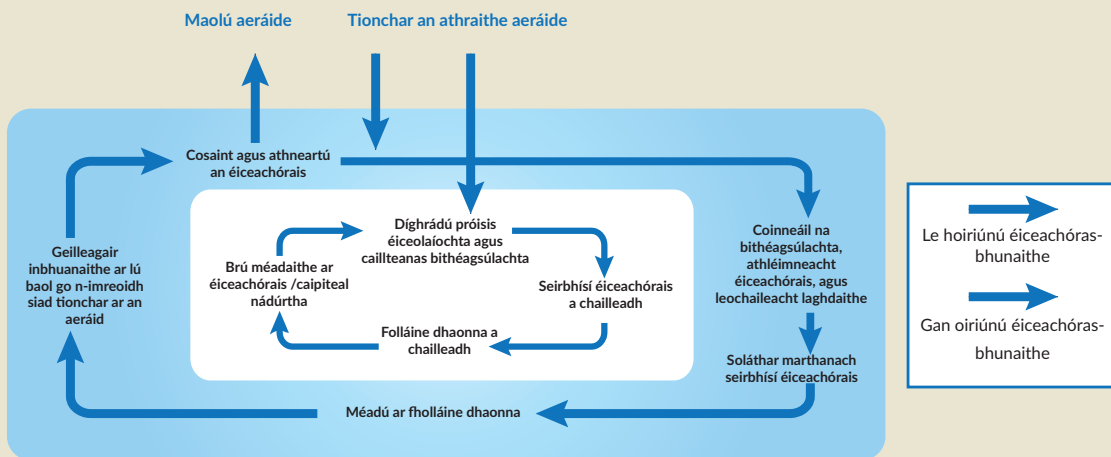 Maolú aeráide
Tionchar an athraithe aeráide
Cosaint agus athneartú
an éiceachórais
Geilleagair
inbhuanaithe ar lú
baol go n-imreoidh
siad tionchar ar an
aeráid
Díghrádú próisis
éiceolaíochta agus
caillteanas bithéagsúlachta
Brú méadaithe ar
éiceachórais /caipiteal
nádúrtha
Seirbhísí éiceachórais
a chailleadh
Folláine dhaonna a
chailleadh
Coinneáil na
bithéagsúlachta,
athléimneacht
éiceachórais, agus
leochaileacht laghdaithe
Soláthar marthanach
seirbhísí éiceachórais
Méadú ar fholláine dhaonna
Le hoiriúnú éiceachóras-
bhunaithe
Gan oiriúnú éiceachóras-
bhunaithe